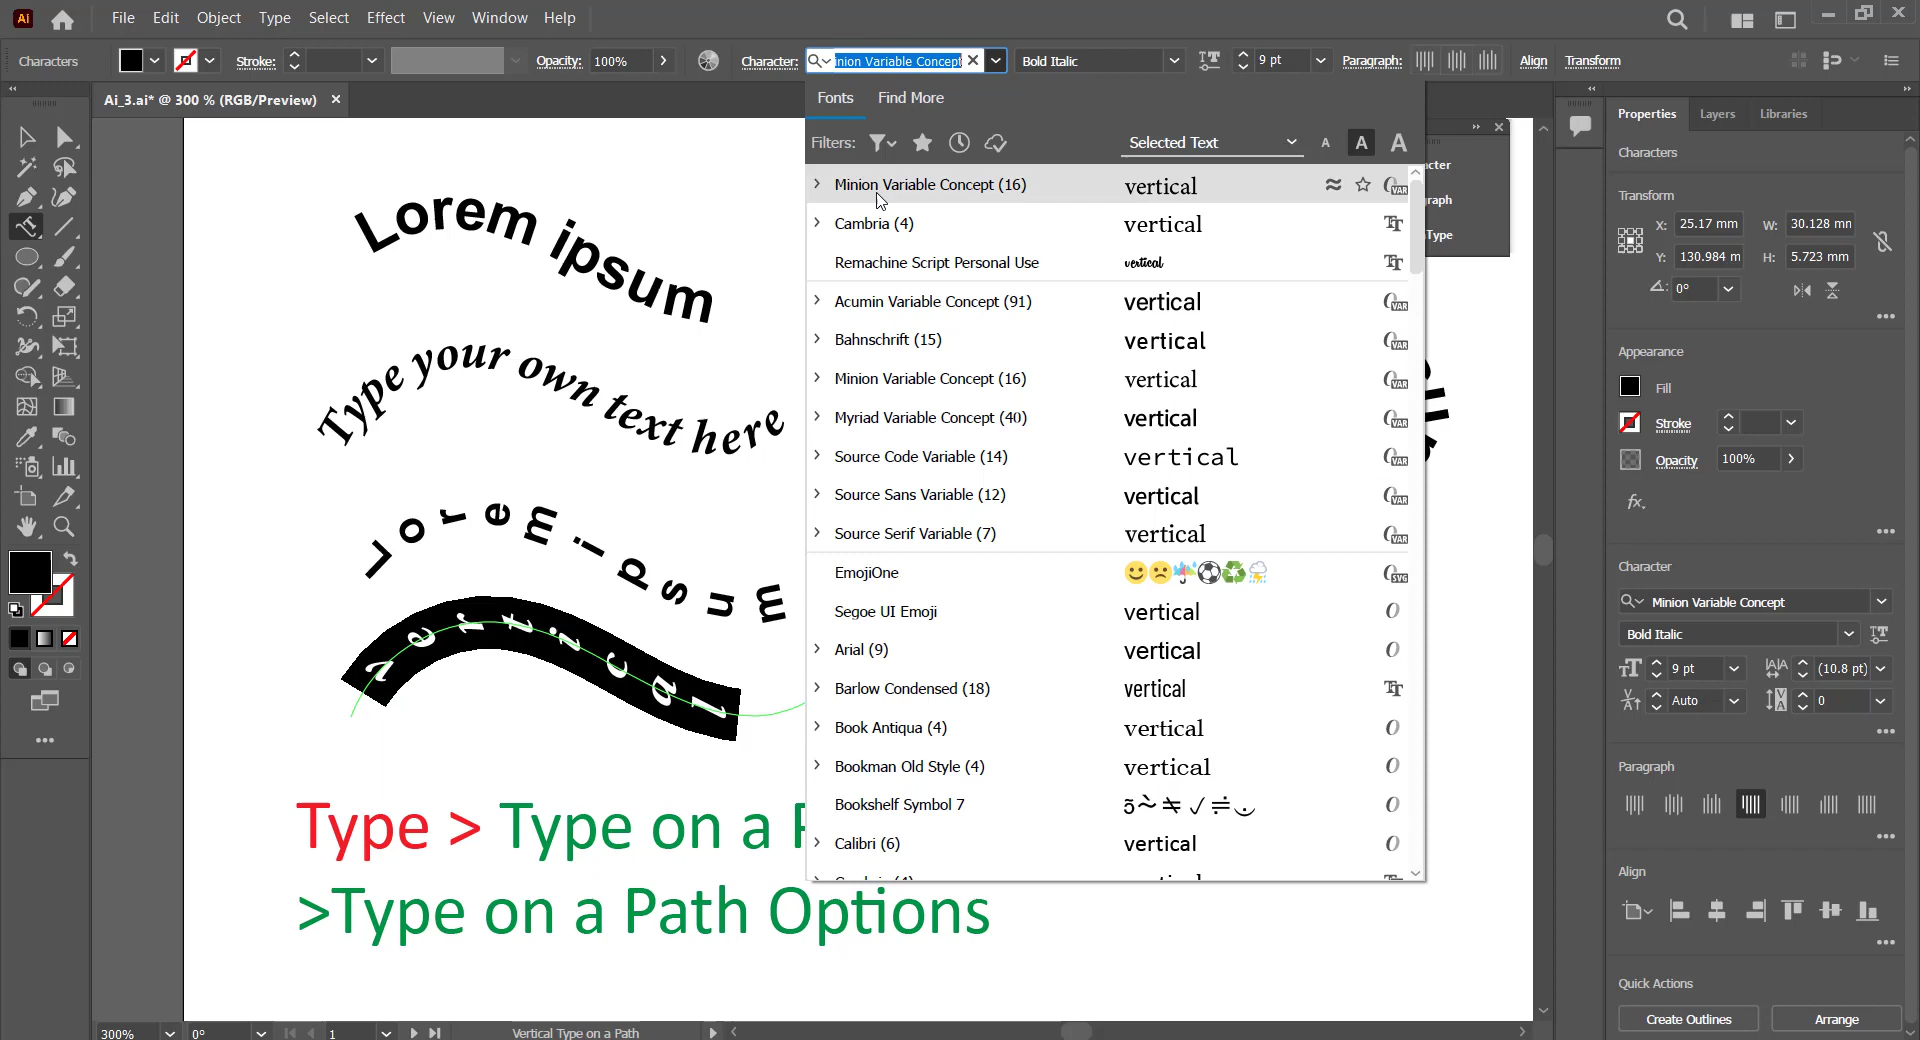 Ai File Edit Object Type Select Effect View Window Help
Characters Stroke: Opacity: 100% Character: inion Variable Concept Bold Italic 9 pt Paragraph: Align Transform
Ai_3.ai* @ 300 % (RGB/Preview)
Fonts Find More
Filters: Selected Text A A A
Minion Variable Concept (16) vertical
Cambria (4) vertical
Remachine Script Personal Use vertical
Acumin Variable Concept (91) vertical
Bahnschrift (15) vertical
Minion Variable Concept (16) vertical
Myriad Variable Concept (40) vertical
Source Code Variable (14) vertical
Source Sans Variable (12) vertical
Source Serif Variable (7) vertical
EmojiOne
Segoe UI Emoji vertical
Arial (9) vertical
Barlow Condensed (18) vertical
Book Antiqua (4) vertical
Bookman Old Style (4) vertical
Bookshelf Symbol 7
Calibri (6) vertical
Lorem ipsum
Type your own text here
Lorem ipsum
vertical
Type > Type on a
>Type on a Path Options
Properties Layers Libraries
Characters
Transform
X: 25.17 mm W: 30.128 mm
Y: 130.984 m H: 5.723 mm
0°
Appearance
Fill
Stroke
Opacity 100%
fx
Character
Minion Variable Concept
Bold Italic
9 pt (10.8 pt)
Auto 0
Paragraph
Align
Quick Actions
Create Outlines Arrange
300% 0° 1 Vertical Type on a Path